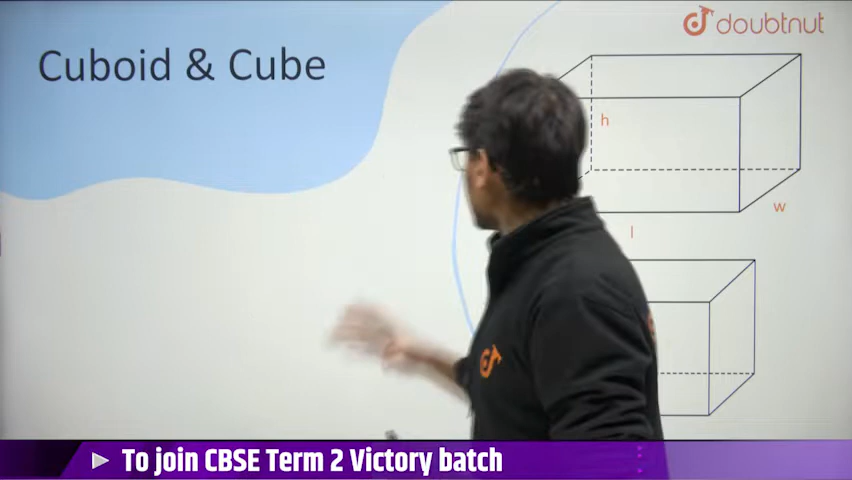 doubtnut
Cuboid & Cube
h
w
l
To join CBSE Term 2 Victory batch